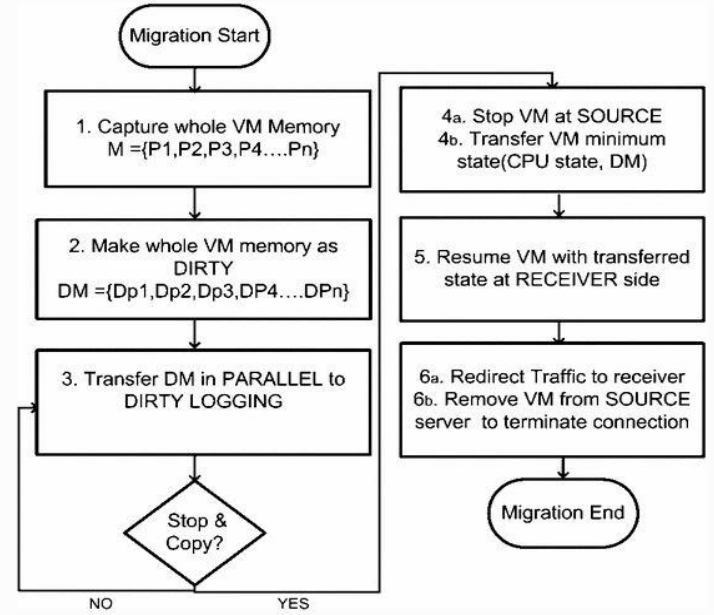 Migration Start
1. Capture whole VM Memory
M ={P1,P2,P3,P4....Pn}
2. Make whole VM memory as
DIRTY
DM ={Dp1,Dp2,Dp3,DP4....DPn}
3. Transfer DM in PARALLEL to
DIRTY LOGGING
Stop &
Copy?
NO
YES
4a. Stop VM at SOURCE
4b. Transfer VM minimum
state(CPU state, DM)
5. Resume VM with transferred
state at RECEIVER side
6a. Redirect Traffic to receiver
6b. Remove VM from SOURCE
server to terminate connection
Migration End